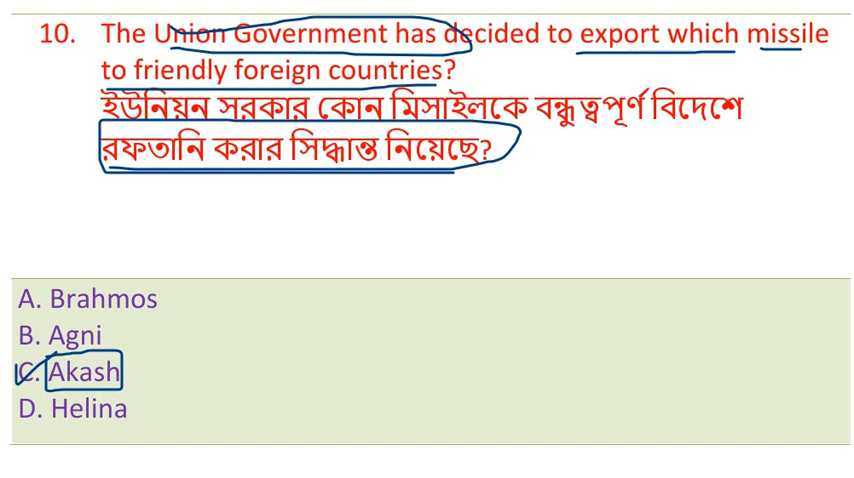 10. The Union Government has decided to export which missile
to friendly foreign countries?
ইউনিয়ন সরকার কোন মিসাইলকে বন্ধুত্বপূর্ণ বিদেশে
রফতানি করার সিদ্ধান্ত নিয়েছে?
A. Brahmos
B. Agni
C. Akash
D. Helina